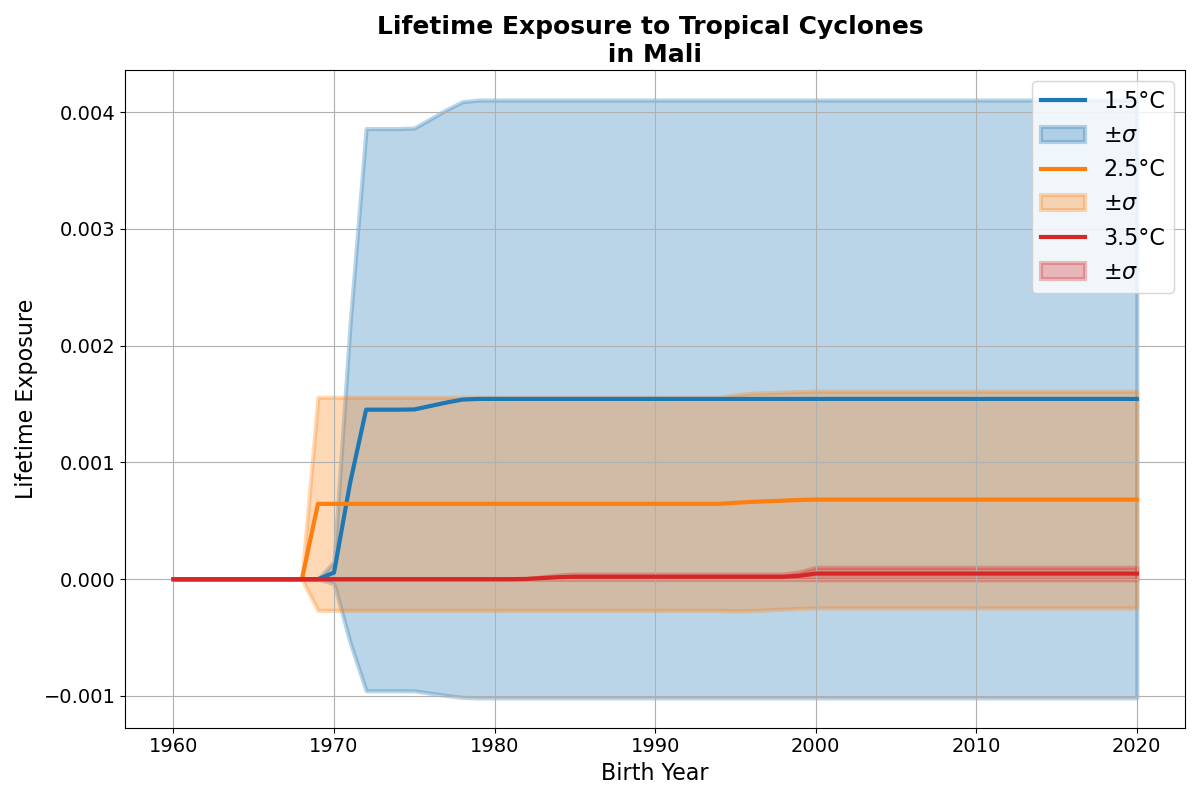 Lifetime Exposure to Tropical Cyclones
in Mali
0.004
0.003
0.002
0.001
0.000
−0.001
Lifetime Exposure
1960
1970
1980
1990
2000
2010
2020
Birth Year
1.5°C
±σ
2.5°C
±σ
3.5°C
±σ